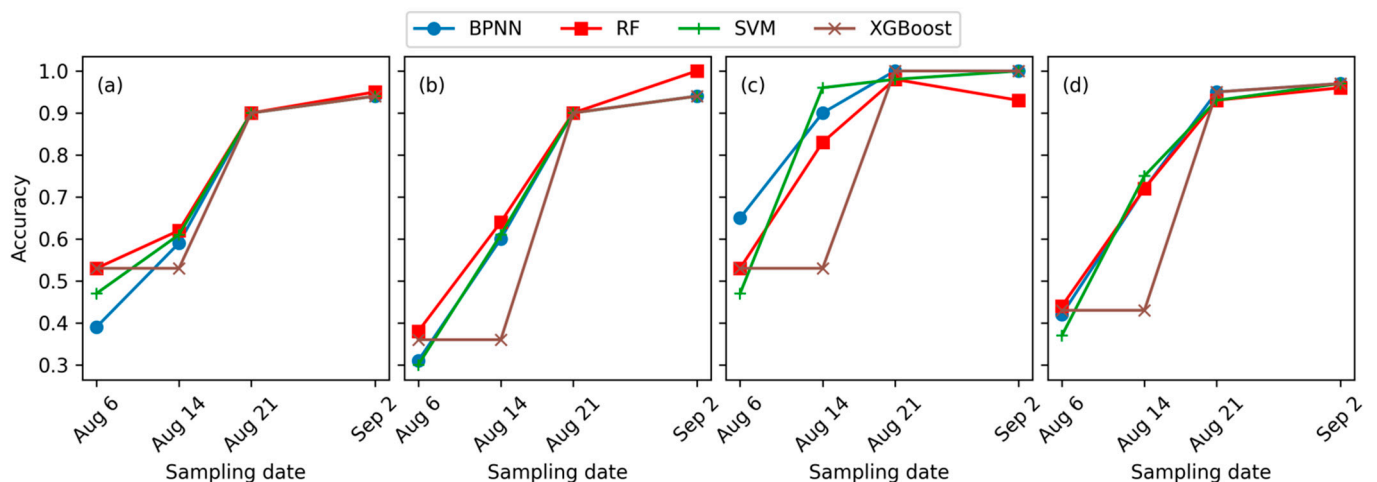 BPNN RF SVM XGBoost
(a) (b) (c) (d)
1.0
0.9
0.8
0.7
0.6
0.5
0.4
0.3
Accuracy
Aug 6 Aug 14 Aug 21 Sep 2 Aug 6 Aug 14 Aug 21 Sep 2 Aug 6 Aug 14 Aug 21 Sep 2 Aug 6 Aug 14 Aug 21 Sep 2
Sampling date Sampling date Sampling date Sampling date